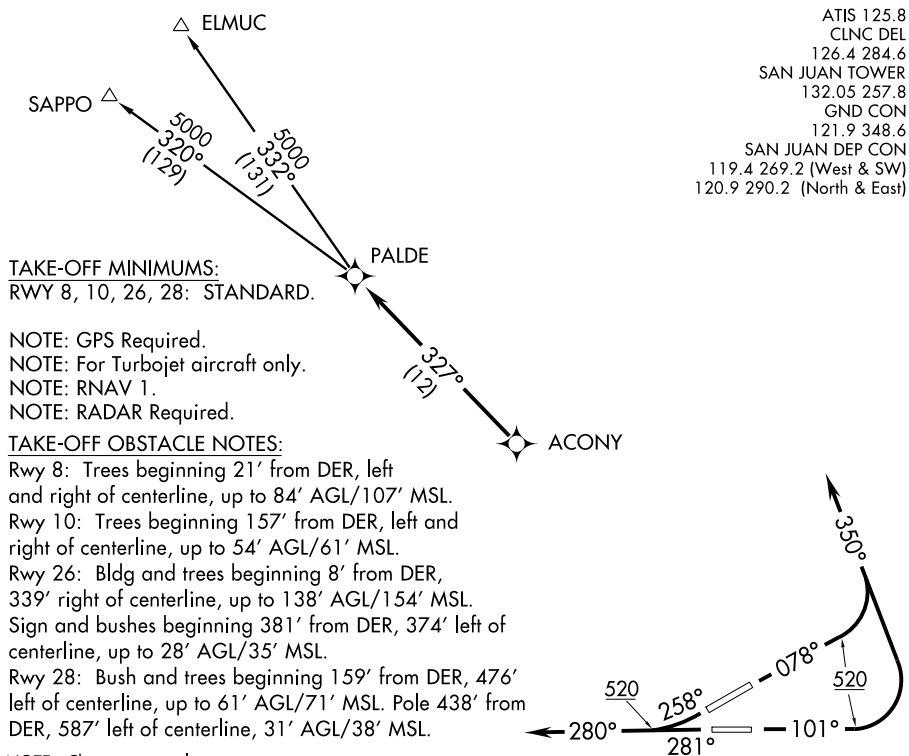 ATIS 125.8
CLNC DEL
126.4 284.6
SAN JUAN TOWER
132.05 257.8
GND CON
121.9 348.6
SAN JUAN DEP CON
119.4 269.2 (West & SW)
120.9 290.2 (North & East)
ELMUC
SAPPO
5000
320°
(129)
5000
332°
(131)
PALDE
327°
(12)
ACONY
TAKE-OFF MINIMUMS:
RWY 8, 10, 26, 28: STANDARD.
NOTE: GPS Required.
NOTE: For Turbojet aircraft only.
NOTE: RNAV 1.
NOTE: RADAR Required.
TAKE-OFF OBSTACLE NOTES:
Rwy 8: Trees beginning 21' from DER, left
and right of centerline, up to 84' AGL/107' MSL.
Rwy 10: Trees beginning 157' from DER, left and
right of centerline, up to 54' AGL/61' MSL.
Rwy 26: Bldg and trees beginning 8' from DER,
339' right of centerline, up to 138' AGL/154' MSL.
Sign and bushes beginning 381' from DER, 374' left of
centerline, up to 28' AGL/35' MSL.
Rwy 28: Bush and trees beginning 159' from DER, 476'
left of centerline, up to 61' AGL/71' MSL. Pole 438' from
DER, 587' left of centerline, 31' AGL/38' MSL.
350°
078°
520
520
258°
280°
281°
101°